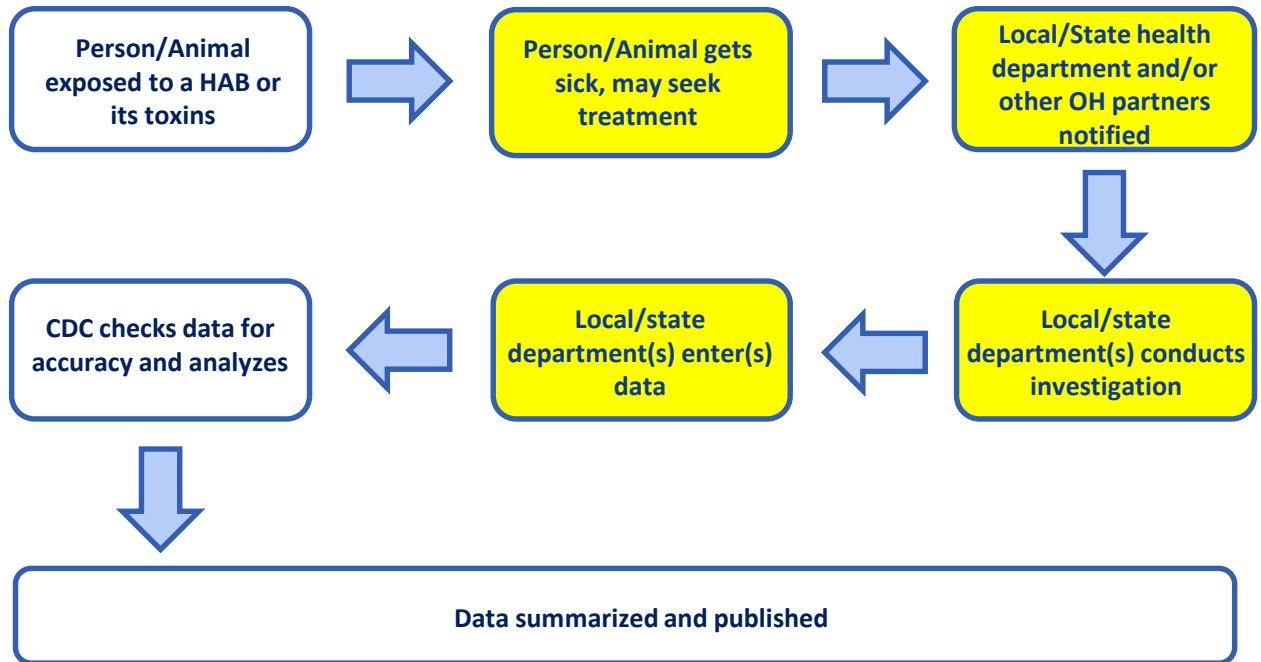 Person/Animal
exposed to a HAB or
its toxins
Person/Animal gets
sick, may seek
treatment
Local/State health
department and/or
other OH partners
notified
Local/state
department(s) conducts
investigation
Local/state
department(s) enter(s)
data
CDC checks data for
accuracy and analyzes
Data summarized and published